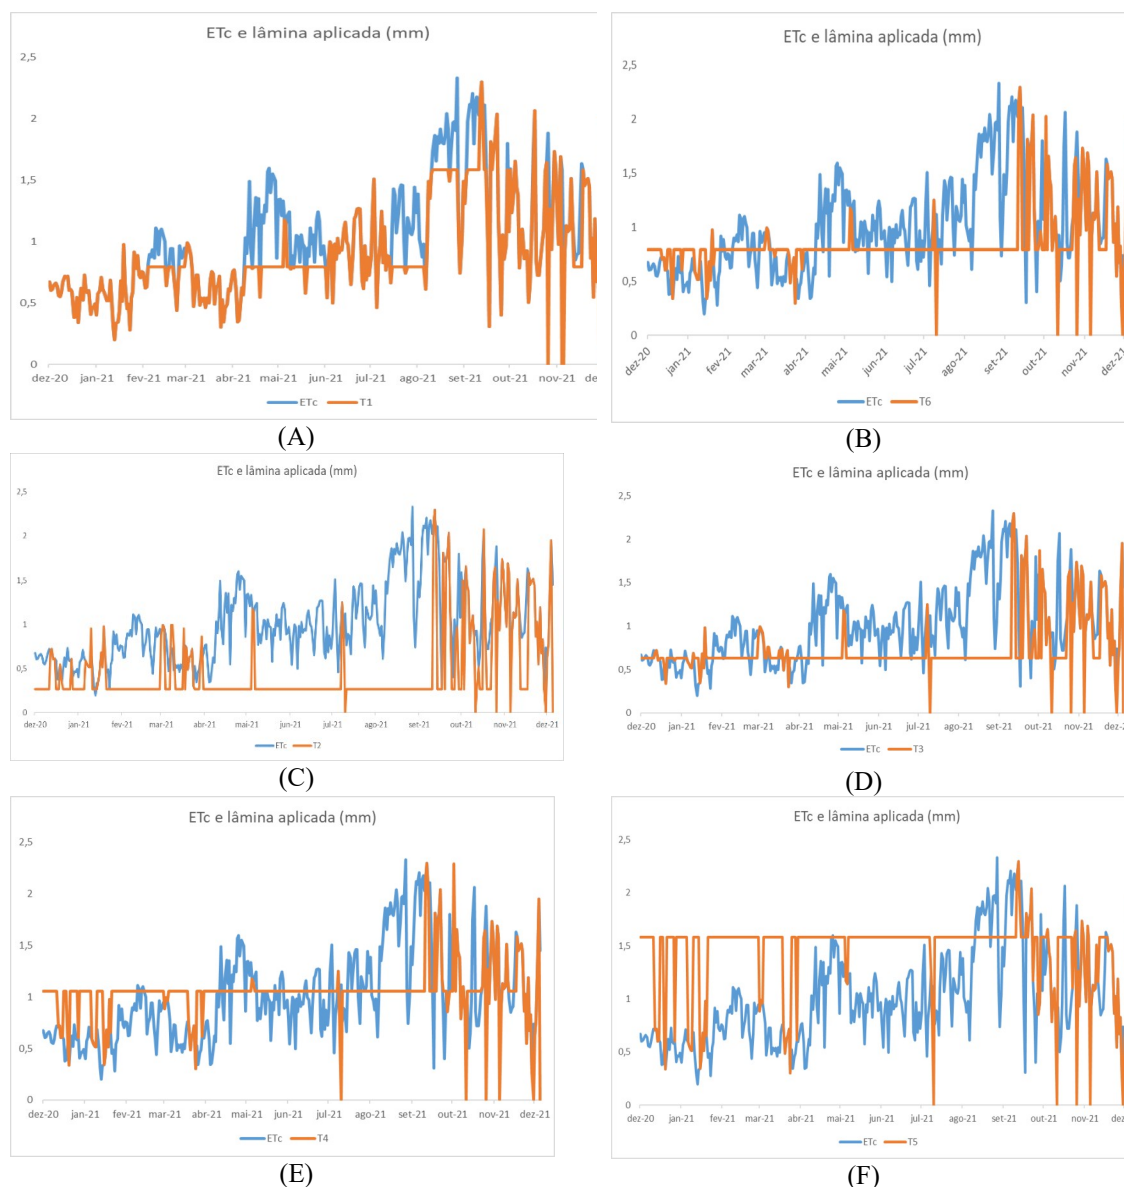 ETc e lâmina aplicada (mm)
2,5
2
1,5
1
0,5
0
dez-20 jan-21 fev-21 mar-21 abr-21 mai-21 jun-21 jul-21 ago-21 set-21 out-21 nov-21 de
ETc T1
(A)
ETc e lâmina aplicada (mm)
2,5
2
1,5
1
0,5
0
dez-20 jan-21 fev-21 mar-21 abr-21 mai-21 jun-21 jul-21 ago-21 set-21 out-21 nov-21 dez-21
ETc T6
(B)
ETc e lâmina aplicada (mm)
2,5
2
1,5
1
0,5
0
dez-20 jan-21 fev-21 mar-21 abr-21 mai-21 jun-21 jul-21 ago-21 set-21 out-21 nov-21 dez-21
ETc T2
(C)
ETc e lâmina aplicada (mm)
2,5
2
1,5
1
0,5
0
dez-20 jan-21 fev-21 mar-21 abr-21 mai-21 jun-21 jul-21 ago-21 set-21 out-21 nov-21 dez-2
ETc T3
(D)
ETc e lâmina aplicada (mm)
2,5
2
1,5
1
0,5
0
dez-20 jan-21 fev-21 mar-21 abr-21 mai-21 jun-21 jul-21 ago-21 set-21 out-21 nov-21 dez-21
ETc T4
(E)
ETc e lâmina aplicada (mm)
2,5
2
1,5
1
0,5
0
dez-20 jan-21 fev-21 mar-21 abr-21 mai-21 jun-21 jul-21 ago-21 set-21 out-21 nov-21 dez-
ETc T5
(F)